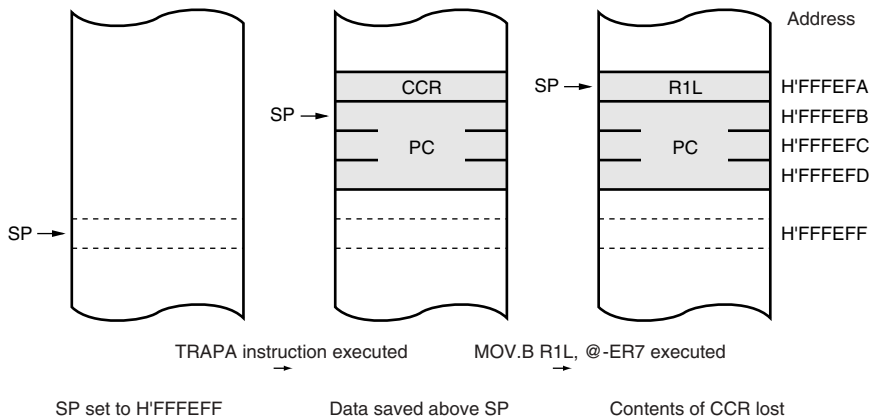 Address
CCR
SP
R1L
H'FFFEFA
SP
H'FFFEFB
PC
PC
H'FFFEFC
H'FFFEFD
SP
H'FFFEFF
TRAPA instruction executed
MOV.B R1L, @-ER7 executed
SP set to H'FFFEFF
Data saved above SP
Contents of CCR lost